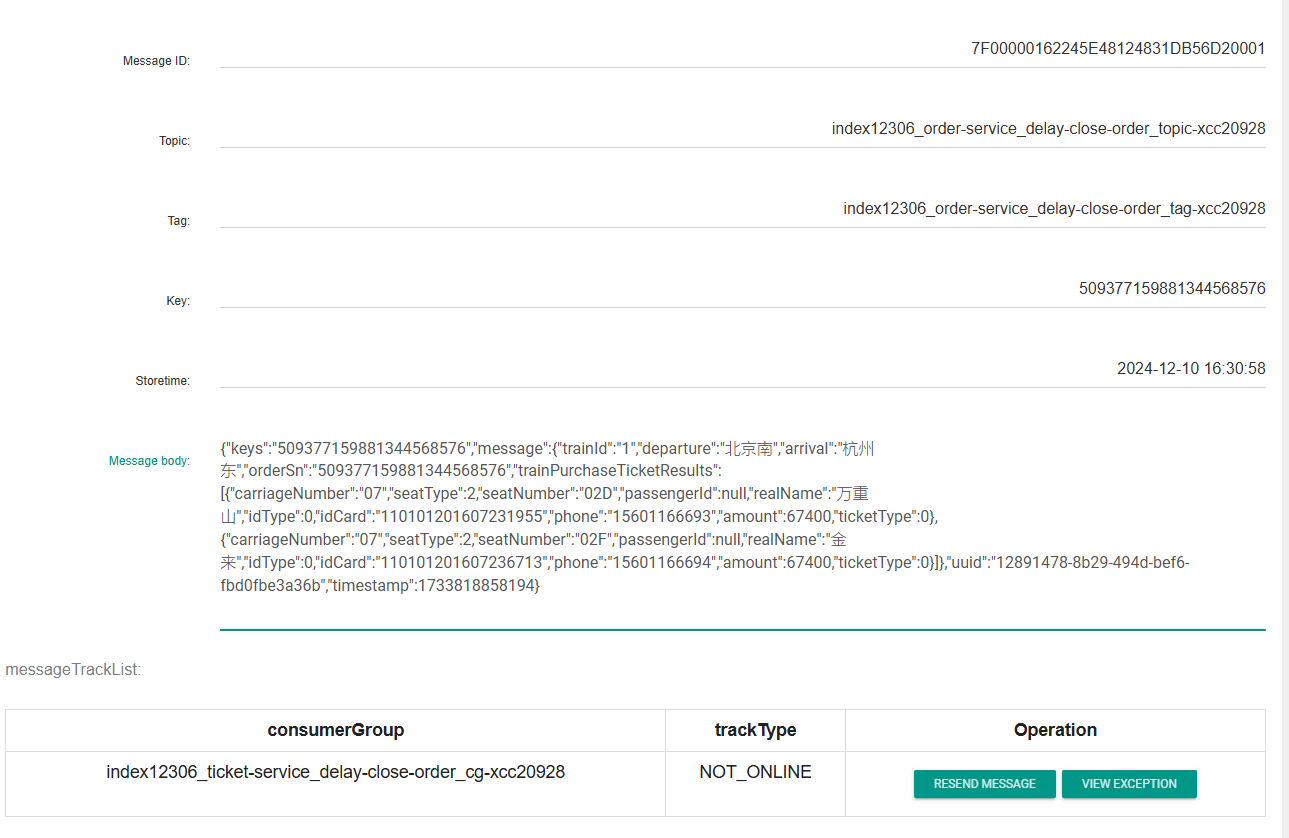 Message ID: 7F00000162245E48124831DB56D20001
Topic: index12306_order-service_delay-close-order_topic-xcc20928
Tag: index12306_order-service_delay-close-order_tag-xcc20928
Key: 509377159881344568576
Storetime: 2024-12-10 16:30:58
Message body: {"keys":"509377159881344568576","message":{"trainId":"1","departure":"北京南","arrival":"杭州
东","orderSn":"509377159881344568576","trainPurchaseTicketResults":
[{"carriageNumber":"07","seatType":2,"seatNumber":"02D","passengerId":null,"realName":"万重
山","idType":0,"idCard":"110101201607231955","phone":"15601166693","amount":67400,"ticketType":0},
{"carriageNumber":"07","seatType":2,"seatNumber":"02F","passengerId":null,"realName":"金
来","idType":0,"idCard":"110101201607236713","phone":"15601166694","amount":67400,"ticketType":0}]},"uuid":"12891478-8b29-494d-bef6-
fbd0fbe3a36b","timestamp":1733818858194}
messageTrackList:
consumerGroup trackType Operation
index12306_ticket-service_delay-close-order_cg-xcc20928 NOT_ONLINE RESEND MESSAGE VIEW EXCEPTION